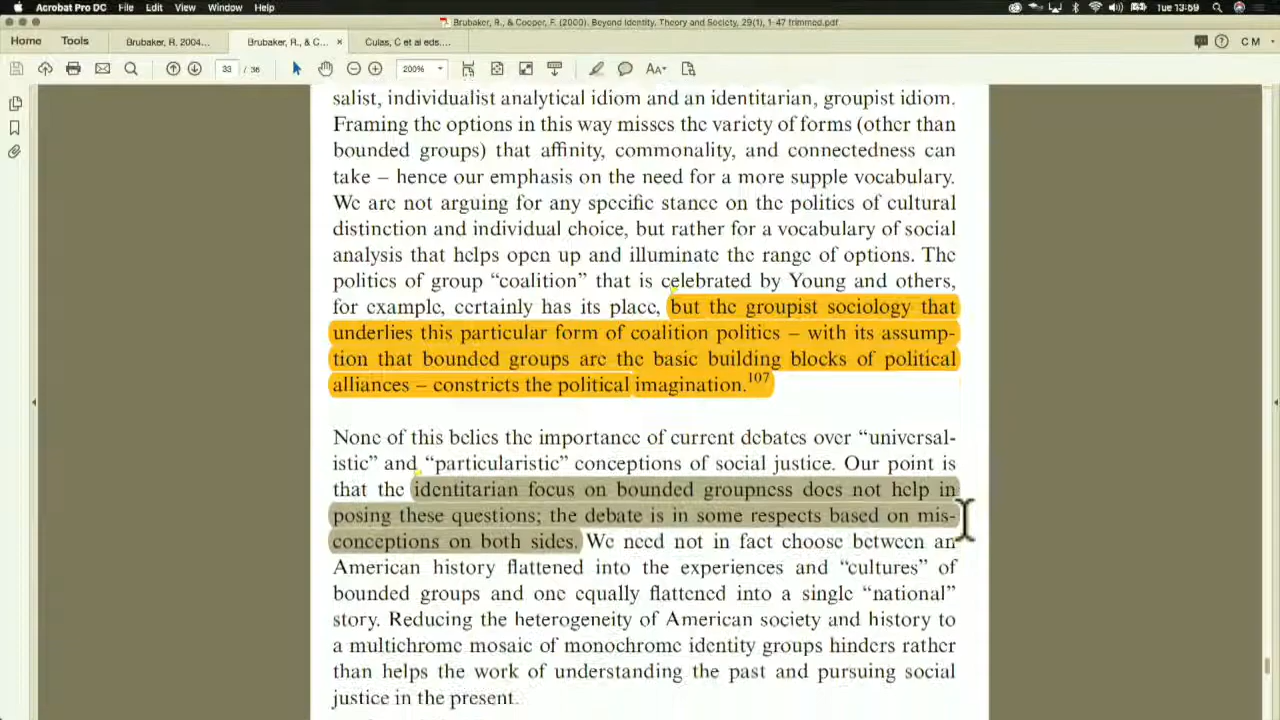 Acrobat Pro DC File Edit View Window Help Tue 13:59
Brubaker, R., & Cooper, F. (2000). Beyond Identity. Theory and Society, 29(1), 1-47 trimmed.pdf
Home Tools Brubaker, R. 2004... Brubaker, R., & C... × Culas, C et al eds.... C M
33 / 36 200%
salist, individualist analytical idiom and an identitarian, groupist idiom.
Framing the options in this way misses the variety of forms (other than
bounded groups) that affinity, commonality, and connectedness can
take – hence our emphasis on the need for a more supple vocabulary.
We are not arguing for any specific stance on the politics of cultural
distinction and individual choice, but rather for a vocabulary of social
analysis that helps open up and illuminate the range of options. The
politics of group “coalition” that is celebrated by Young and others,
for example, certainly has its place, but the groupist sociology that
underlies this particular form of coalition politics – with its assump-
tion that bounded groups are the basic building blocks of political
alliances – constricts the political imagination.107
None of this belies the importance of current debates over “universal-
istic” and “particularistic” conceptions of social justice. Our point is
that the identitarian focus on bounded groupness does not help in
posing these questions; the debate is in some respects based on mis-
conceptions on both sides. We need not in fact choose between an
American history flattened into the experiences and “cultures” of
bounded groups and one equally flattened into a single “national”
story. Reducing the heterogeneity of American society and history to
a multichrome mosaic of monochrome identity groups hinders rather
than helps the work of understanding the past and pursuing social
justice in the present.